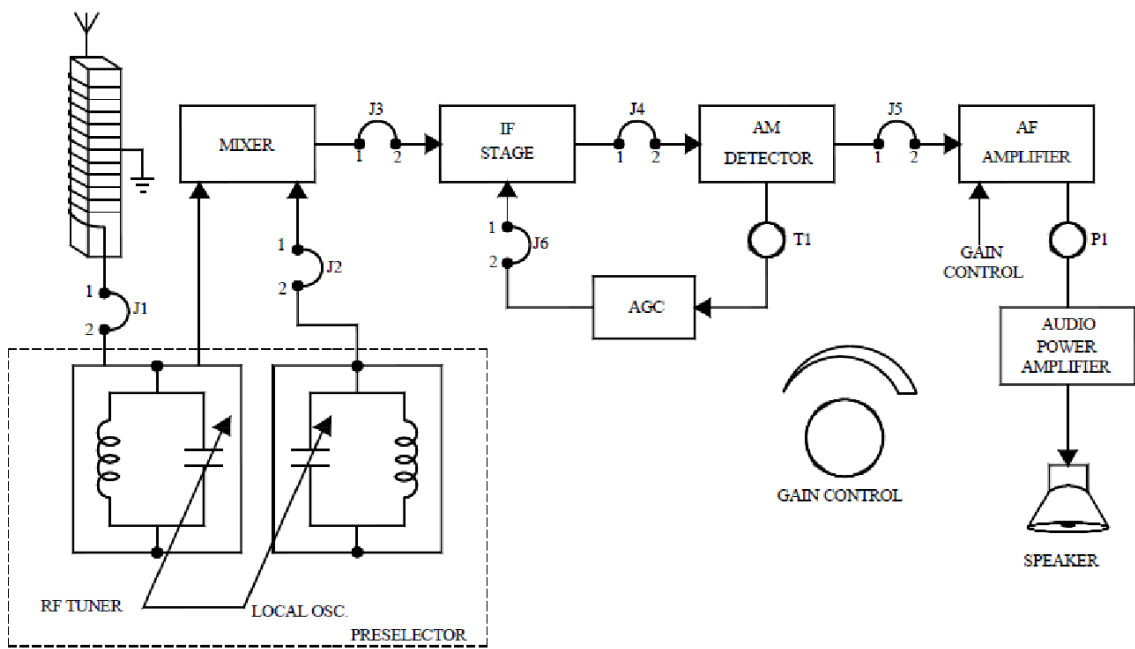 J3
1
2
J4
1
2
J5
1
2
MIXER
IF
STAGE
AM
DETECTOR
AF
AMPLIFIER
1
J2
2
1
J6
2
T1
GAIN
CONTROL
P1
1
J1
2
AGC
AUDIO
POWER
AMPLIFIER
GAIN CONTROL
SPEAKER
RF TUNER
LOCAL OSC.
PRESELECTOR